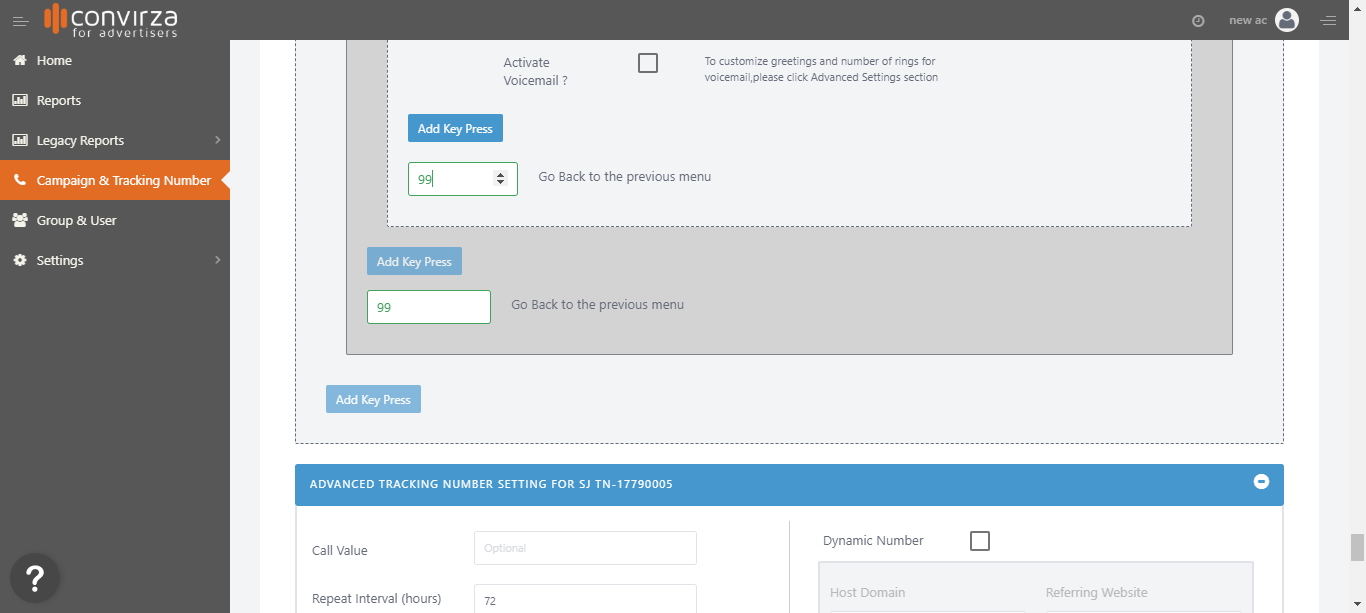 convirza
for advertisers
new ac
Home
Reports
Legacy Reports
Campaign & Tracking Number
Group & User
Settings
?
Activate
Voicemail ?
To customize greetings and number of rings for
voicemail,please click Advanced Settings section
Add Key Press
99
Go Back to the previous menu
Add Key Press
99
Go Back to the previous menu
Add Key Press
ADVANCED TRACKING NUMBER SETTING FOR SJ TN-17790005
Call Value
Optional
Repeat Interval (hours)
72
Dynamic Number
Host Domain
Referring Website